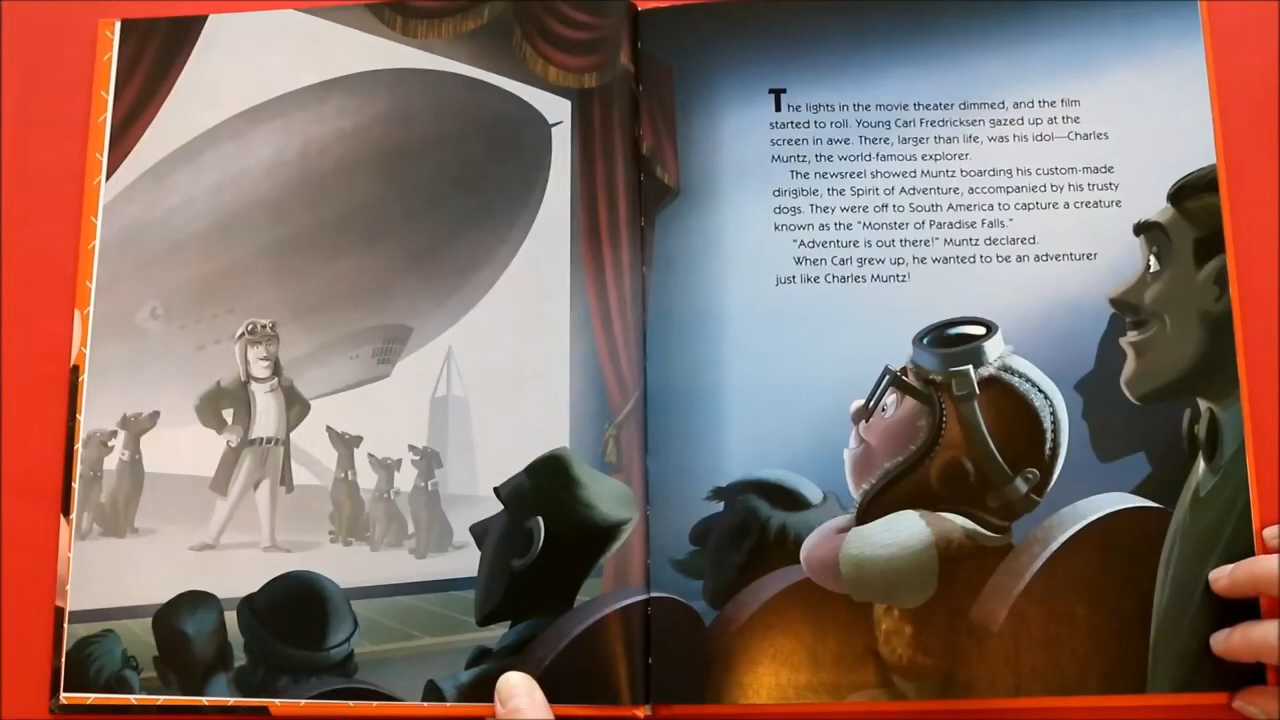 The lights in the movie theater dimmed, and the film
started to roll. Young Carl Fredricksen gazed up at the
screen in awe. There, larger than life, was his idol—Charles
Muntz, the world-famous explorer.
The newsreel showed Muntz boarding his custom-made
dirigible, the Spirit of Adventure, accompanied by his trusty
dogs. They were off to South America to capture a creature
known as the "Monster of Paradise Falls."
"Adventure is out there!" Muntz declared.
When Carl grew up, he wanted to be an adventurer
just like Charles Muntz!